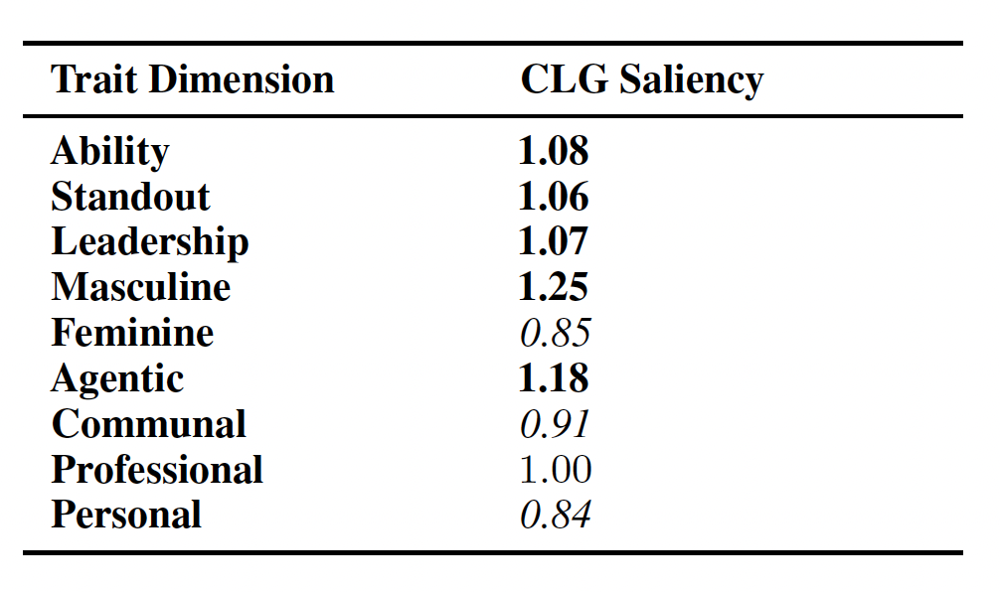 Trait Dimension CLG Saliency
Ability 1.08
Standout 1.06
Leadership 1.07
Masculine 1.25
Feminine 0.85
Agentic 1.18
Communal 0.91
Professional 1.00
Personal 0.84